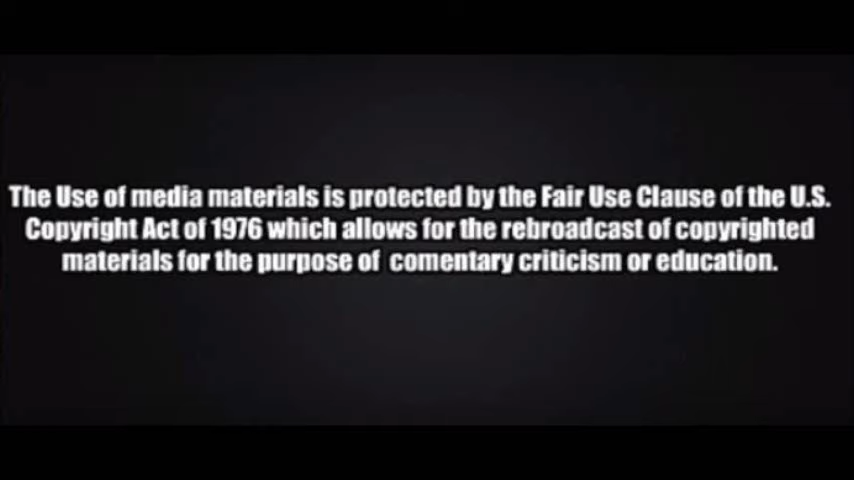 The Use of media materials is protected by the Fair Use Clause of the U.S.
Copyright Act of 1976 which allows for the rebroadcast of copyrighted
materials for the purpose of comentary criticism or education.